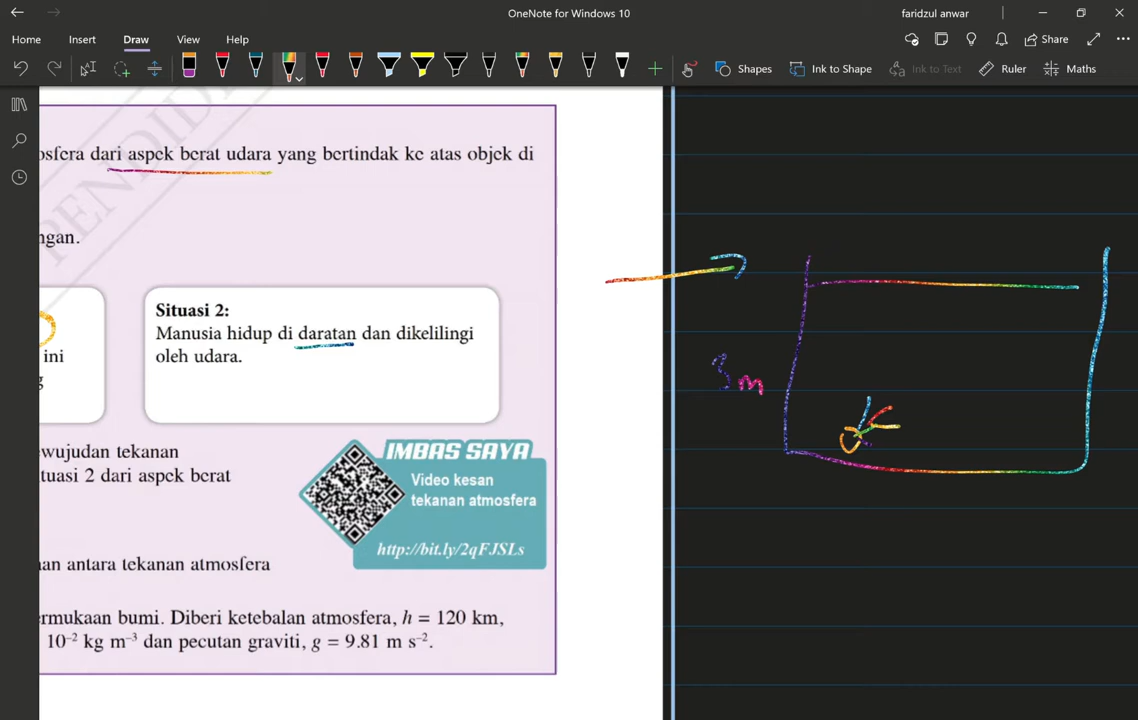 OneNote for Windows 10
faridzul anwar
Home Insert Draw View Help
Share
Shapes
Ink to Shape
Ink to Text
Ruler
Maths
PENDIDI
osfera dari aspek berat udara yang bertindak ke atas objek di
ngan.
ini
g
Situasi 2:
Manusia hidup di daratan dan dikelilingi
oleh udara.
ewujudan tekanan
tuasi 2 dari aspek berat
IMBAS SAYA
Video kesan
tekanan atmosfera
http://bit.ly/2qFJSLs
an antara tekanan atmosfera
ermukaan bumi. Diberi ketebalan atmosfera, h = 120 km,
10⁻² kg m⁻³ dan pecutan graviti, g = 9.81 m s⁻².